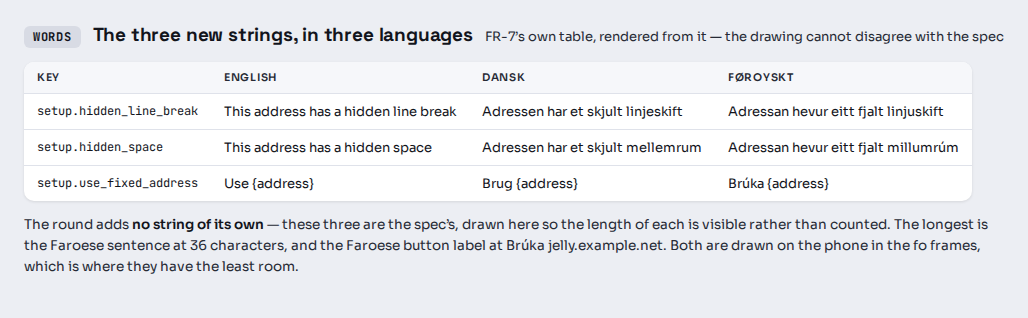 WORDS The three new strings, in three languages FR-7's own table, rendered from it — the drawing cannot disagree with the spec
KEY ENGLISH DANSK FØROYSKT
setup.hidden_line_break This address has a hidden line break Adressen har et skjult linjeskift Adressan hevur eitt fjalt linjuskift
setup.hidden_space This address has a hidden space Adressen har et skjult mellemrum Adressan hevur eitt fjalt millumrúm
setup.use_fixed_address Use {address} Brug {address} Brúka {address}
The round adds no string of its own — these three are the spec's, drawn here so the length of each is visible rather than counted. The longest is
the Faroese sentence at 36 characters, and the Faroese button label at Brúka jelly.example.net. Both are drawn on the phone in the fo frames,
which is where they have the least room.